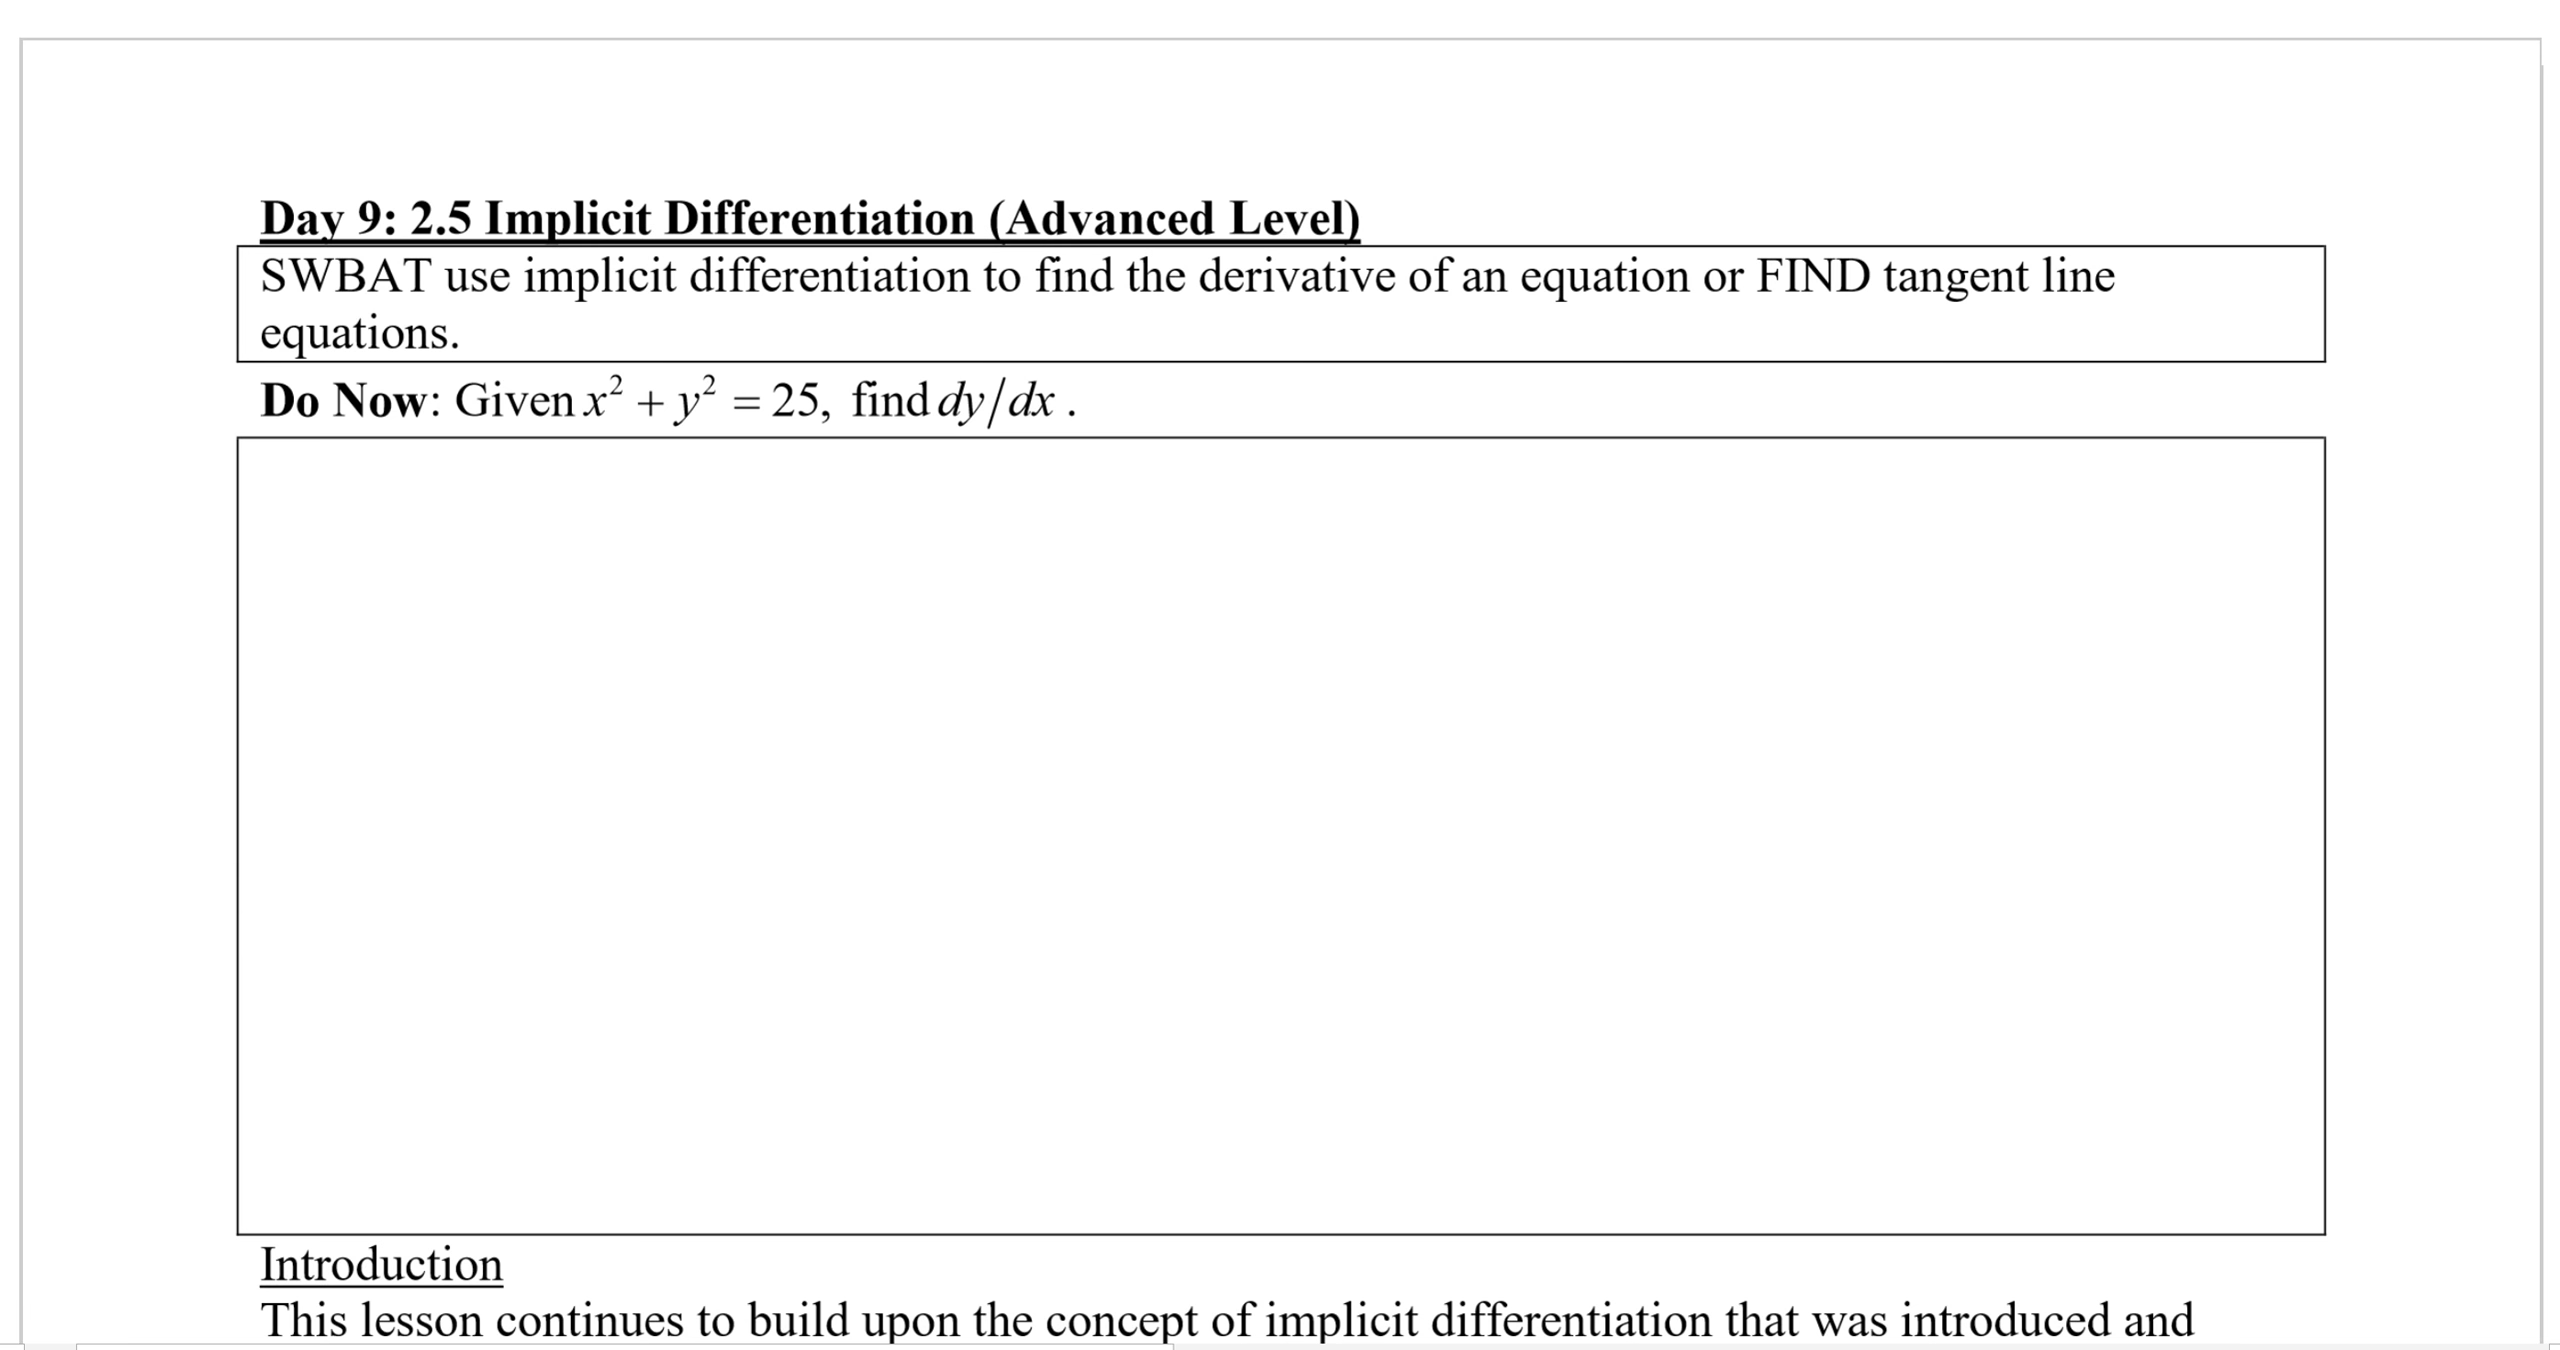 Day 9: 2.5 Implicit Differentiation (Advanced Level)
SWBAT use implicit differentiation to find the derivative of an equation or FIND tangent line
equations.
Do Now: Given x² + y² = 25, find dy/dx .
Introduction
This lesson continues to build upon the concept of implicit differentiation that was introduced and